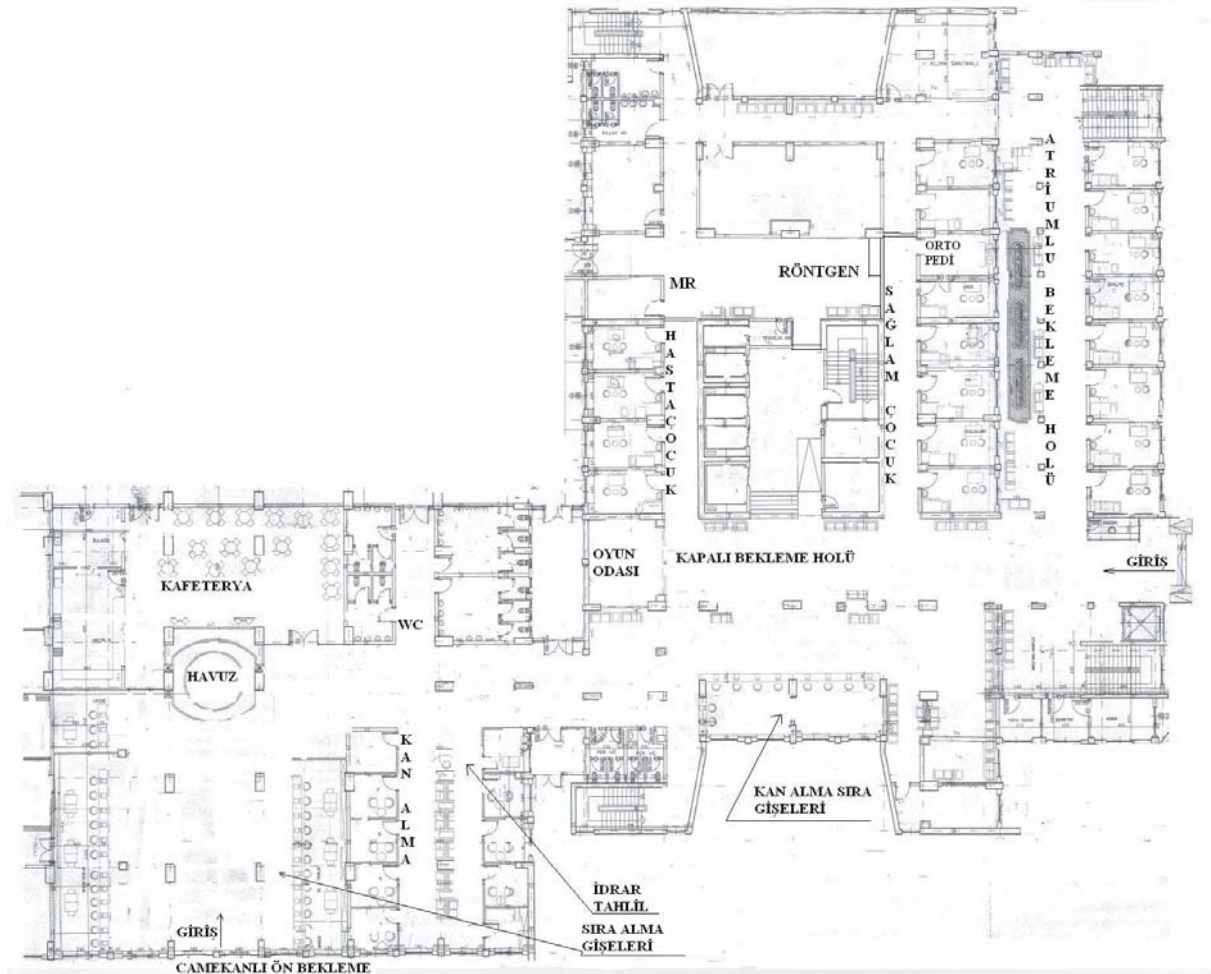 ATRİUMLU BEKLEME HOLÜ
ORTO
PEDİ
RÖNTGEN
MR
SAĞLAM ÇOCUK
HASTA ÇOCUK
OYUN
ODASI
KAPALI BEKLEME HOLÜ
GİRİŞ
KAFETERYA
WC
HAVUZ
KAN ALMA
KAN ALMA SIRA
GİŞELERİ
İDRAR
TAHLİL
SIRA ALMA
GİŞELERİ
GİRİŞ
CAMEKANLI ÖN BEKLEME